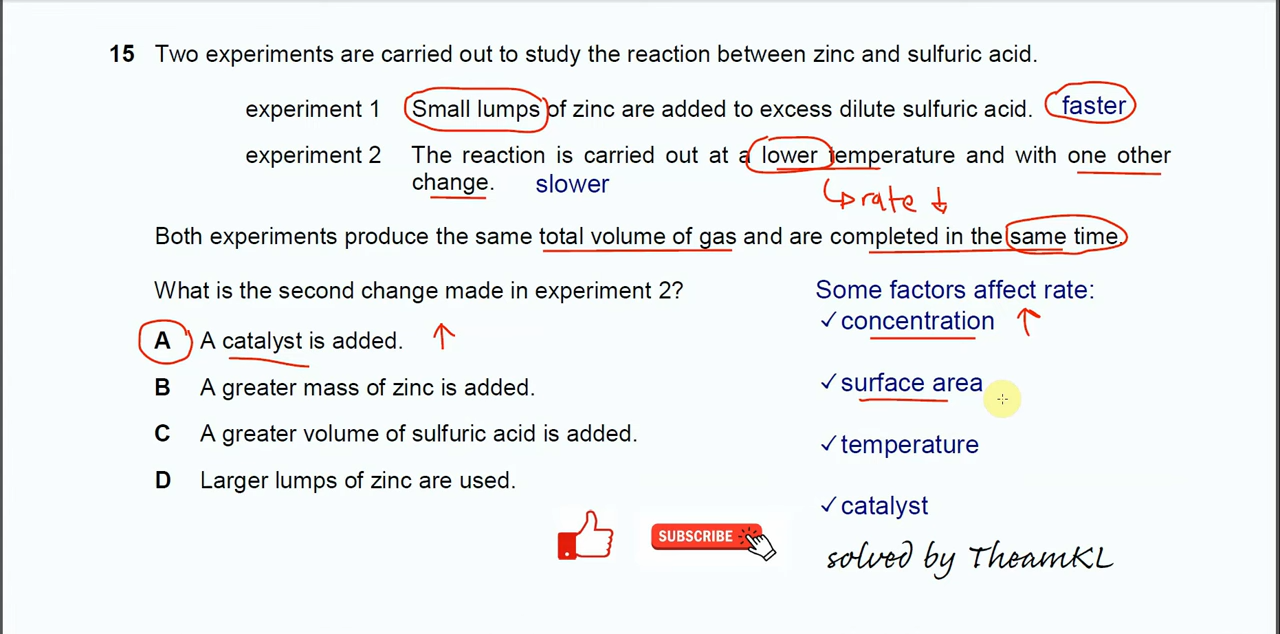 15 Two experiments are carried out to study the reaction between zinc and sulfuric acid.
experiment 1 Small lumps of zinc are added to excess dilute sulfuric acid. faster
experiment 2 The reaction is carried out at a lower temperature and with one other
change. slower
↳ rate ↓
Both experiments produce the same total volume of gas and are completed in the same time.
What is the second change made in experiment 2?
A A catalyst is added. ↑
B A greater mass of zinc is added.
C A greater volume of sulfuric acid is added.
D Larger lumps of zinc are used.
Some factors affect rate:
✓ concentration ↑
✓ surface area
✓ temperature
✓ catalyst
SUBSCRIBE
solved by TheamKL